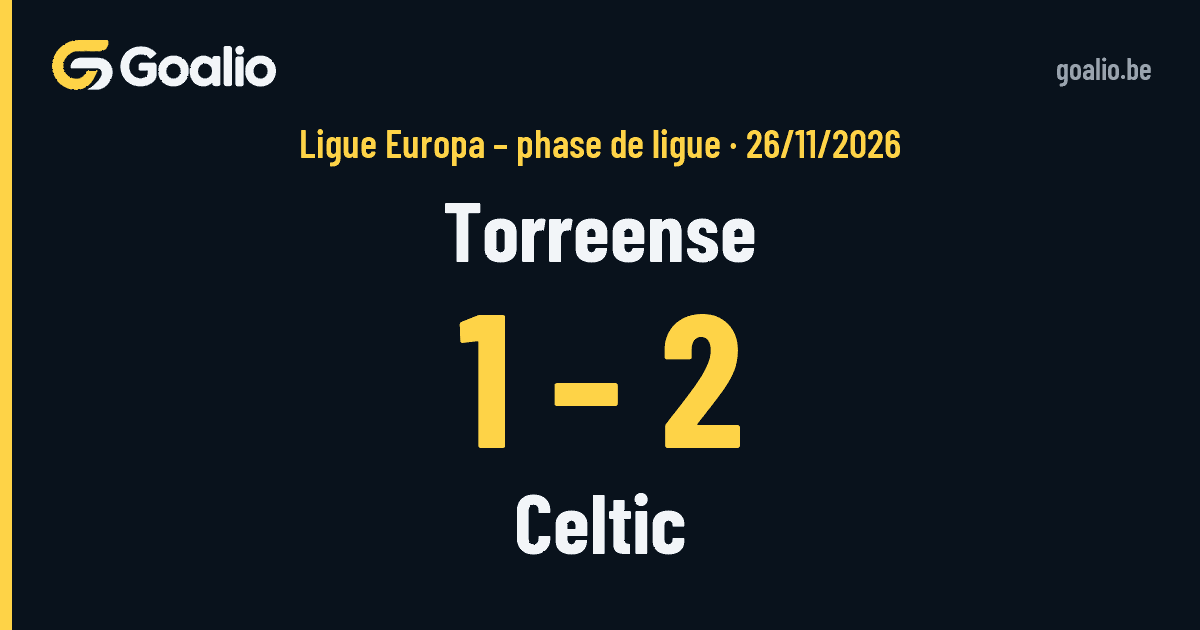 Goalio
goalio.be
Ligue Europa – phase de ligue · 26/11/2026
Torreense
1 – 2
Celtic